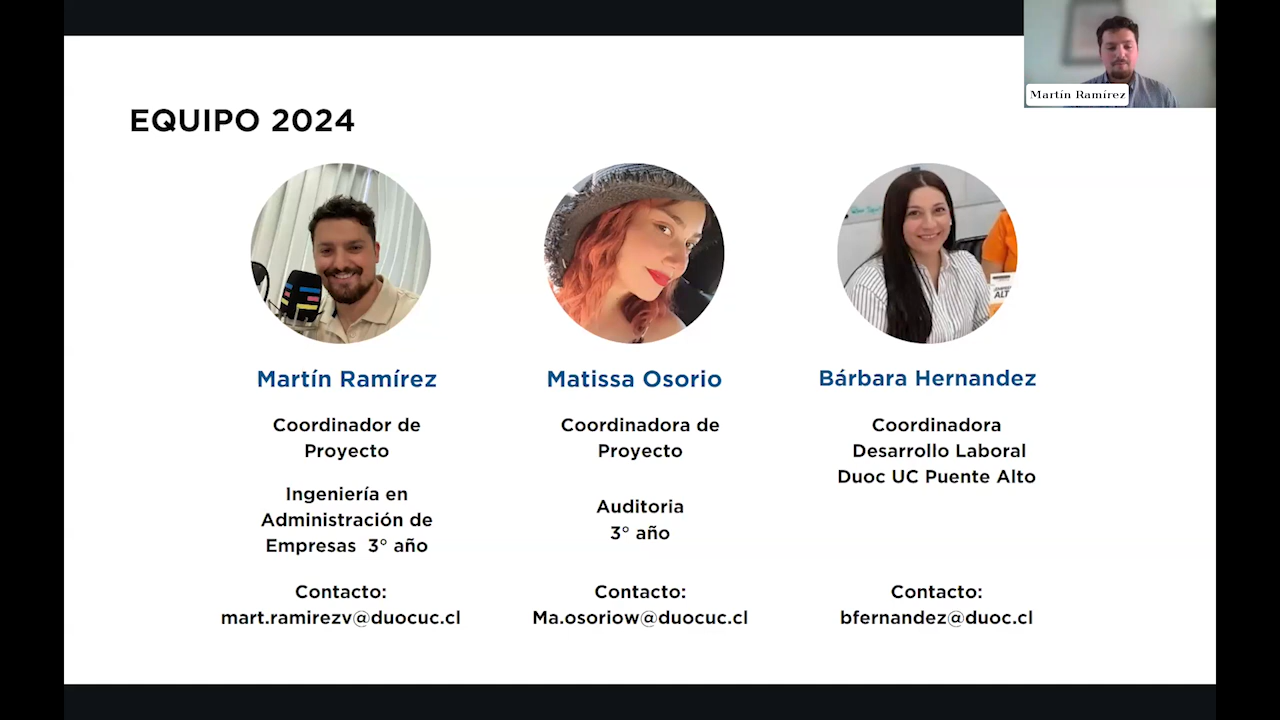 Martín Ramírez
EQUIPO 2024
Martín Ramírez
Coordinador de
Proyecto
Ingeniería en
Administración de
Empresas 3° año
Contacto:
mart.ramirezv@duocuc.cl
Matissa Osorio
Coordinadora de
Proyecto
Auditoria
3° año
Contacto:
Ma.osoriow@duocuc.cl
Bárbara Hernandez
Coordinadora
Desarrollo Laboral
Duoc UC Puente Alto
Contacto:
bfernandez@duoc.cl